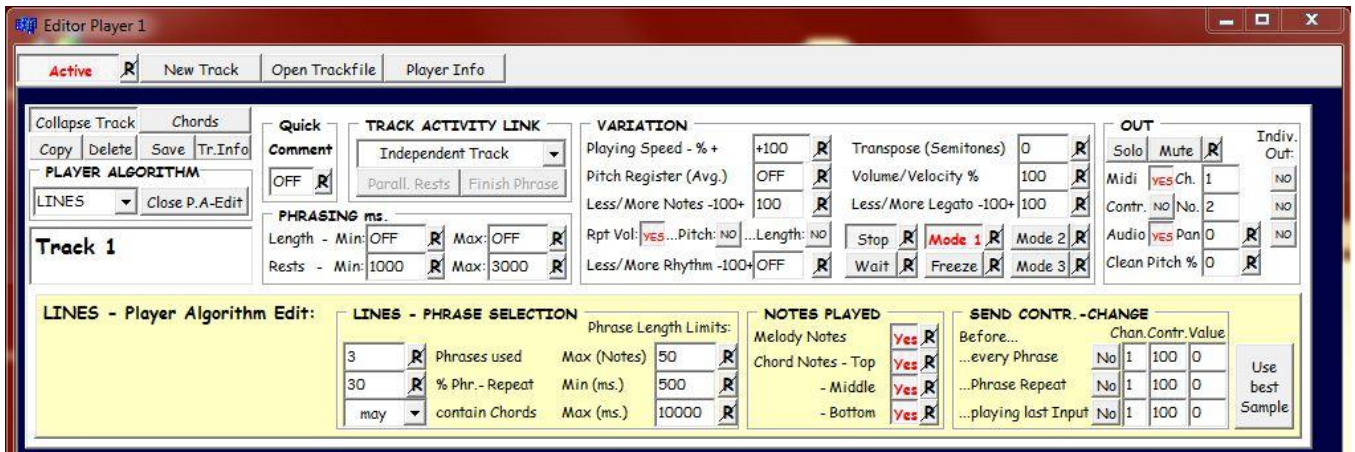 Editor Player 1
Active R New Track Open Trackfile Player Info
Collapse Track Chords
Copy Delete Save Tr.Info
PLAYER ALGORITHM
LINES Close P.A-Edit
Track 1
Quick Comment
OFF R
TRACK ACTIVITY LINK
Independent Track
Parall. Rests Finish Phrase
PHRASING ms.
Length - Min: OFF R Max: OFF R
Rests - Min: 1000 R Max: 3000 R
VARIATION
Playing Speed - % + +100 R Transpose (Semitones) 0 R
Pitch Register (Avg.) OFF R Volume/Velocity % 100 R
Less/More Notes -100+ 100 R Less/More Legato -100+ 100 R
Rpt Vol: YES ...Pitch: NO ...Length: NO Stop R Mode 1 R Mode 2 R
Less/More Rhythm -100+ OFF R Wait R Freeze R Mode 3 R
OUT
Indiv. Out:
Solo Mute R
Midi YES Ch. 1 NO
Contr. NO No. 2 NO
Audio YES Pan 0 R NO
Clean Pitch % 0 R
LINES - Player Algorithm Edit:
LINES - PHRASE SELECTION
Phrase Length Limits:
3 R Phrases used Max (Notes) 50 R
30 R % Phr.- Repeat Min (ms.) 500 R
may contain Chords Max (ms.) 10000 R
NOTES PLAYED
Melody Notes Yes R
Chord Notes - Top Yes R
- Middle Yes R
- Bottom Yes R
SEND CONTR.-CHANGE
Before... Chan. Contr. Value
...every Phrase No 1 100 0
...Phrase Repeat No 1 100 0
...playing last Input No 1 100 0
Use best Sample